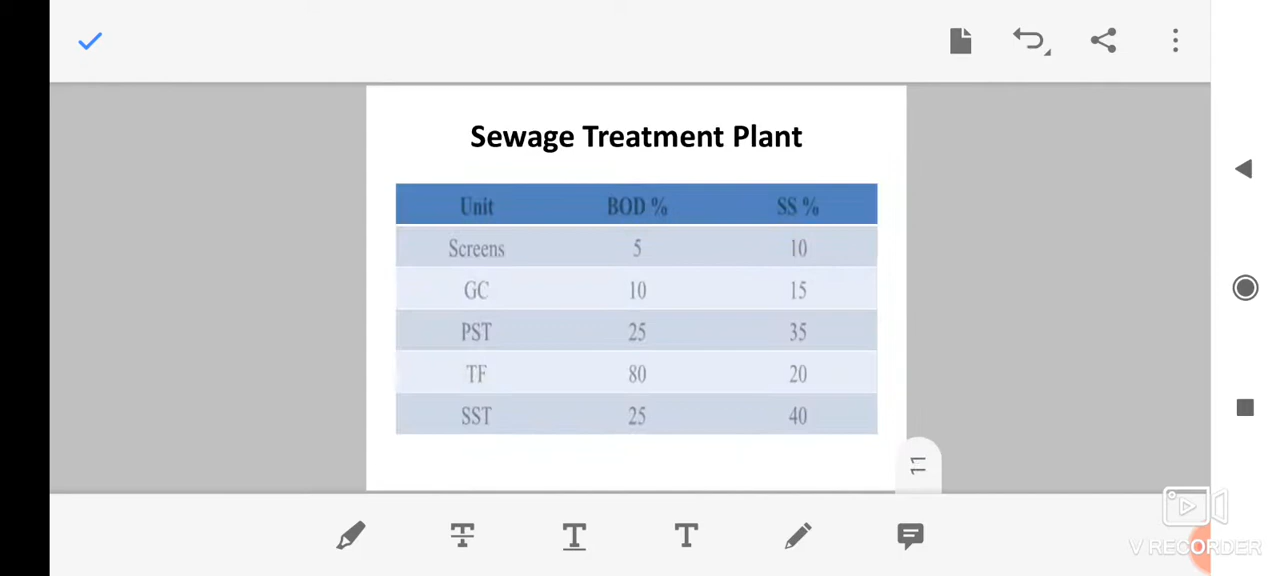 Sewage Treatment Plant
Unit BOD % SS %
Screens 5 10
GC 10 15
PST 25 35
TF 80 20
SST 25 40
11
T T T
V RECORDER